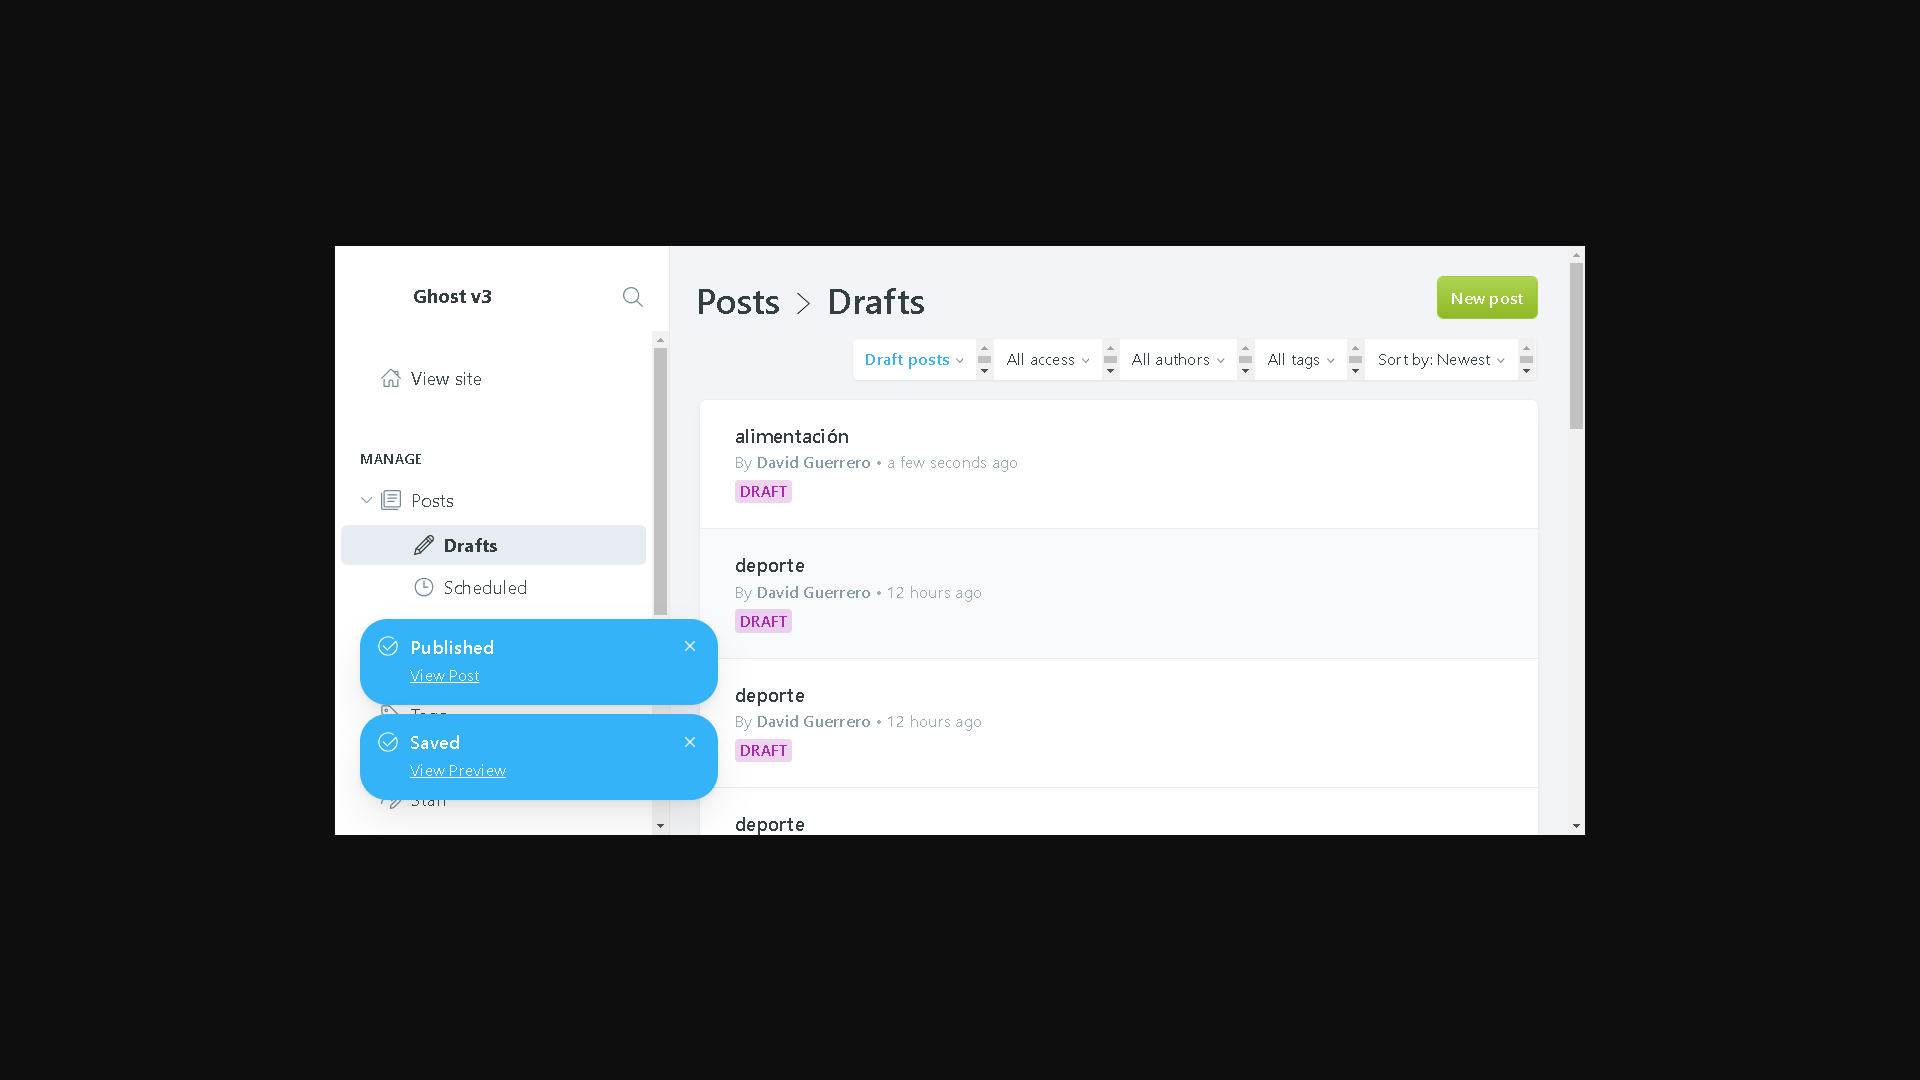 Ghost v3
View site
MANAGE
Posts
Drafts
Scheduled
Published
View Post
Tags
Saved
View Preview
Staff
Posts > Drafts
New post
Draft posts
All access
All authors
All tags
Sort by: Newest
alimentación
By David Guerrero • a few seconds ago
DRAFT
deporte
By David Guerrero • 12 hours ago
DRAFT
deporte
By David Guerrero • 12 hours ago
DRAFT
deporte